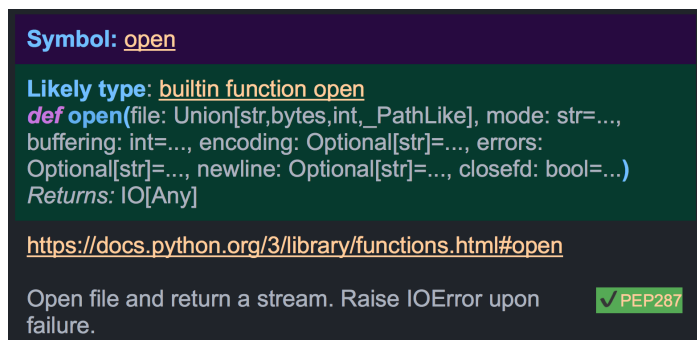 Symbol: open
Likely type: builtin function open
def open(file: Union[str,bytes,int,_PathLike], mode: str=...,
buffering: int=..., encoding: Optional[str]=..., errors:
Optional[str]=..., newline: Optional[str]=..., closefd: bool=...)
Returns: IO[Any]
https://docs.python.org/3/library/functions.html#open
Open file and return a stream. Raise IOError upon
failure.
✓PEP287